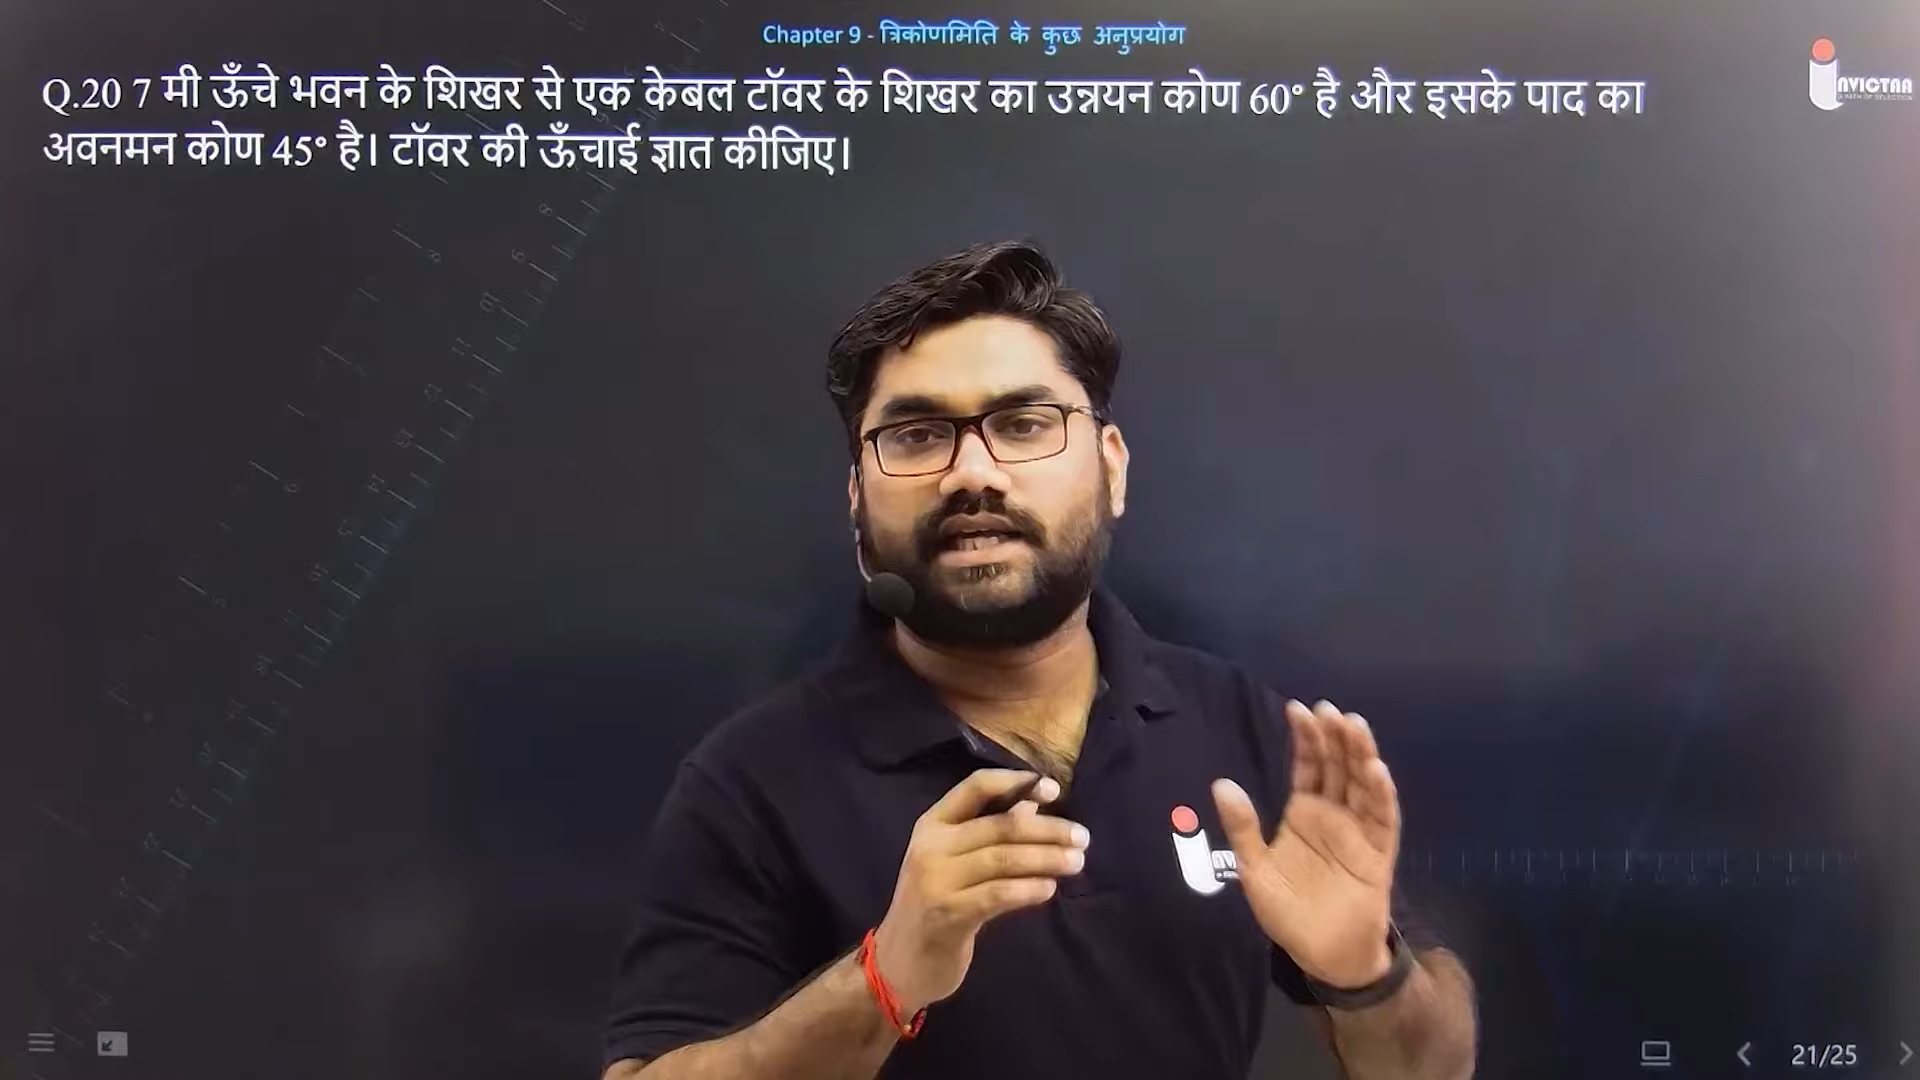 Chapter 9 - त्रिकोणमिति के कुछ अनुप्रयोग
Q.20 7 मी ऊँचे भवन के शिखर से एक केबल टॉवर के शिखर का उन्नयन कोण 60° है और इसके पाद का
अवनमन कोण 45° है। टॉवर की ऊँचाई ज्ञात कीजिए।
INVICTAA
21/25